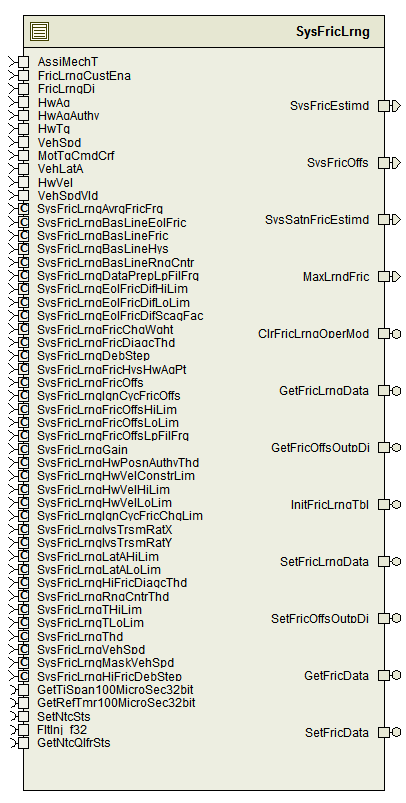 SysFricLrng
AssiMechT
FricLrngCustEna
FricLrngDi
HwAg
HwAgAuthy
HwTq
VehSpd
MotTqCmdCrf
VehLatA
HwVel
VehSpdVld
C SysFricLrngAvrgFricFrq
C SysFricLrngBasLineEolFric
C SysFricLrngBasLineFric
C SysFricLrngBasLineHys
C SysFricLrngBasLineRngCntr
C SysFricLrngDataPrepLpFilFrq
C SysFricLrngEolFricDifHiLim
C SysFricLrngEolFricDifLoLim
C SysFricLrngEolFricDifScagFac
C SysFricLrngFricChgWght
C SysFricLrngFricDiagcThd
C SysFricLrngDebStep
C SysFricLrngFricHysHwAgPt
C SysFricLrngFricOffs
C SysFricLrngIgnCycFricOffs
C SysFricLrngFricOffsHiLim
C SysFricLrngFricOffsLoLim
C SysFricLrngFricOffsLpFilFrq
C SysFricLrngGain
C SysFricLrngHwPosnAuthyThd
C SysFricLrngHwVelConstrLim
C SysFricLrngHwVelHiLim
C SysFricLrngHwVelLoLim
C SysFricLrngIgnCycFricChgLim
C SysFricLrngIvsTrsmRatX
C SysFricLrngIvsTrsmRatY
C SysFricLrngLatAHiLim
C SysFricLrngLatALoLim
C SysFricLrngHiFricDiagcThd
C SysFricLrngRngCntrThd
C SysFricLrngTHiLim
C SysFricLrngTLoLim
C SysFricLrngThd
C SysFricLrngVehSpd
C SysFricLrngMaskVehSpd
C SysFricLrngHiFricDebStep
GetTiSpan100MicroSec32bit
GetRefTmr100MicroSec32bit
SetNtcSts
FltInj_f32
GetNtcQlfrSts
SysFricEstimd
SysFricOffs
SysSatnFricEstimd
MaxLrndFric
ClrFricLrngOperMod
GetFricLrngData
GetFricOffsOutpDi
InitFricLrngTbl
SetFricLrngData
SetFricOffsOutpDi
GetFricData
SetFricData